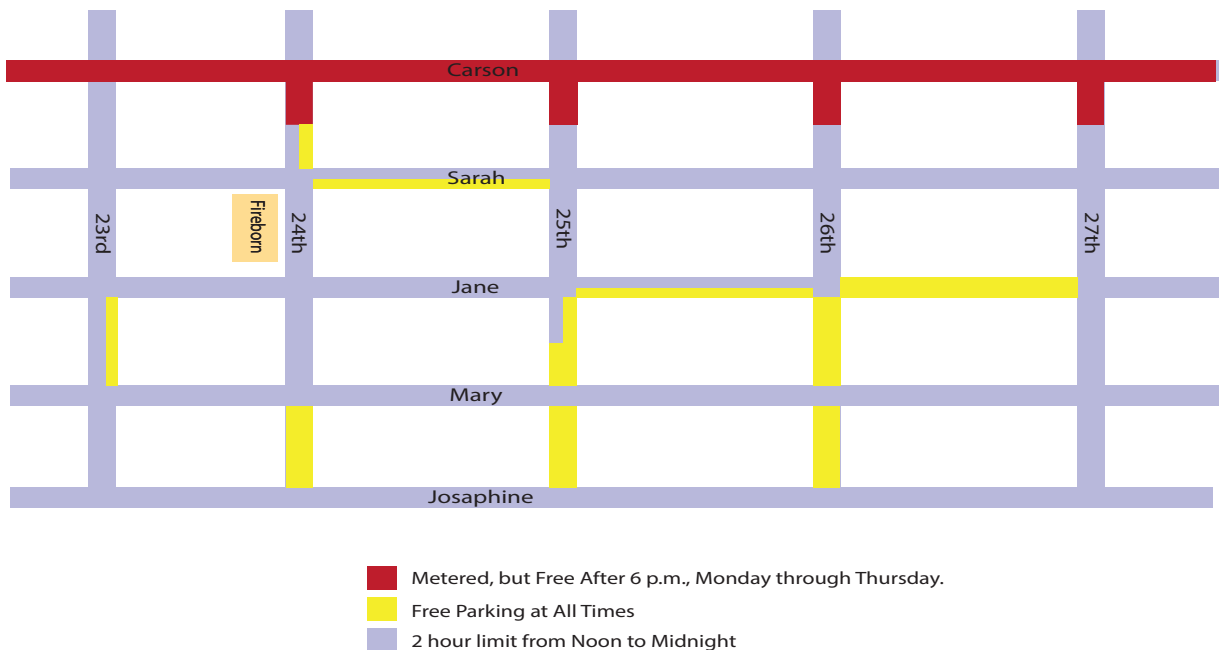 Carson
Sarah
23rd
Fireborn
24th
25th
26th
27th
Jane
Mary
Josaphine
Metered, but Free After 6 p.m., Monday through Thursday.
Free Parking at All Times
2 hour limit from Noon to Midnight